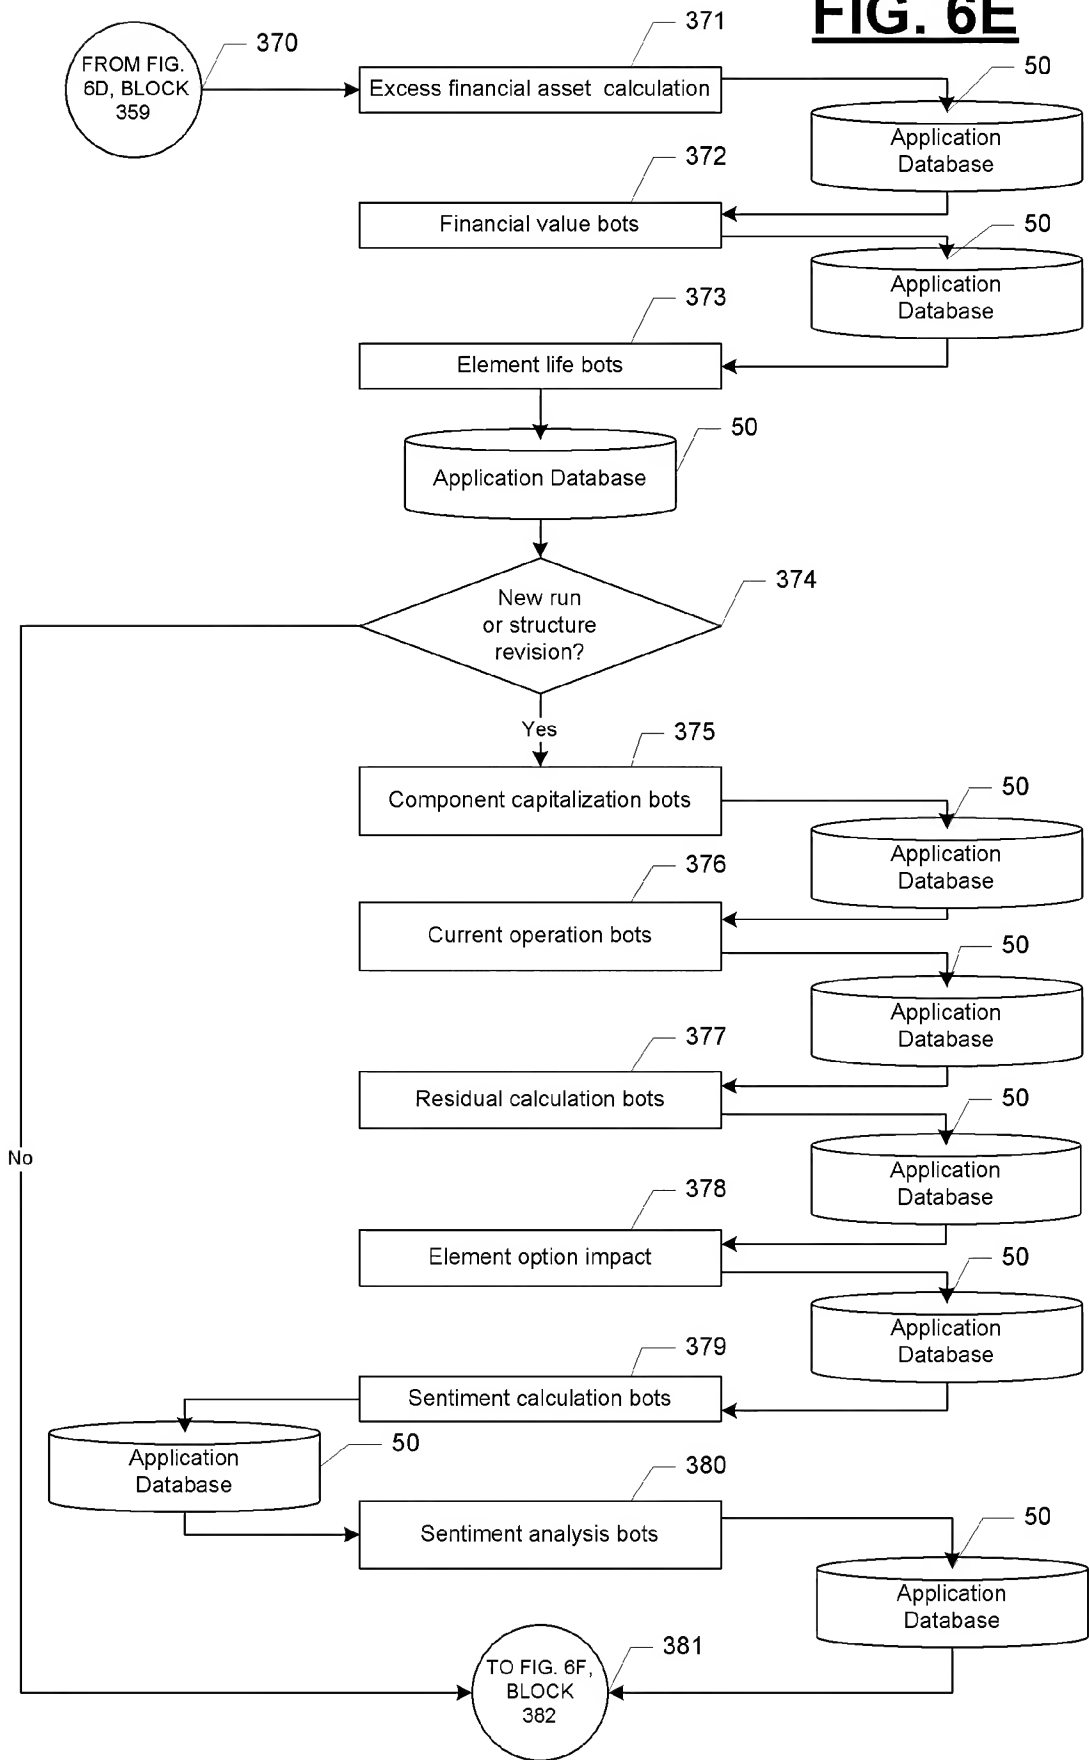 FIG. 6E
371
370
FROM FIG.
6D, BLOCK
359
Excess financial asset calculation
50
Application
Database
372
Financial value bots
50
Application
Database
373
Element life bots
50
Application Database
374
New run
or structure
revision?
Yes
375
Component capitalization bots
50
Application
Database
376
Current operation bots
50
Application
Database
377
Residual calculation bots
50
Application
Database
No
378
Element option impact
50
Application
Database
379
Sentiment calculation bots
50
Application
Database
380
Sentiment analysis bots
50
Application
Database
381
TO FIG. 6F,
BLOCK
382